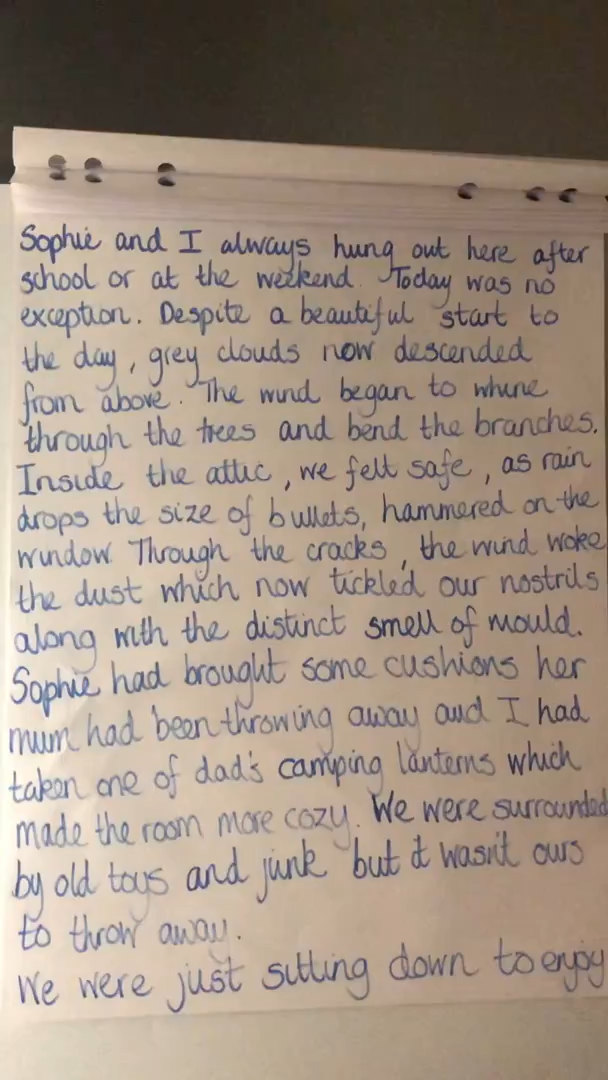 Sophie and I always hung out here after
school or at the weekend. Today was no
exception. Despite a beautiful start to
the day, grey clouds now descended
from above. The wind began to whine
through the trees and bend the branches.
Inside the attic, we felt safe, as rain
drops the size of bullets, hammered on the
window. Through the cracks, the wind woke
the dust which now tickled our nostrils
along with the distinct smell of mould.
Sophie had brought some cushions her
mum had been throwing away and I had
taken one of dad's camping lanterns which
made the room more cozy. We were surrounded
by old toys and junk but it wasn't ours
to throw away.
We were just sitting down to enjoy